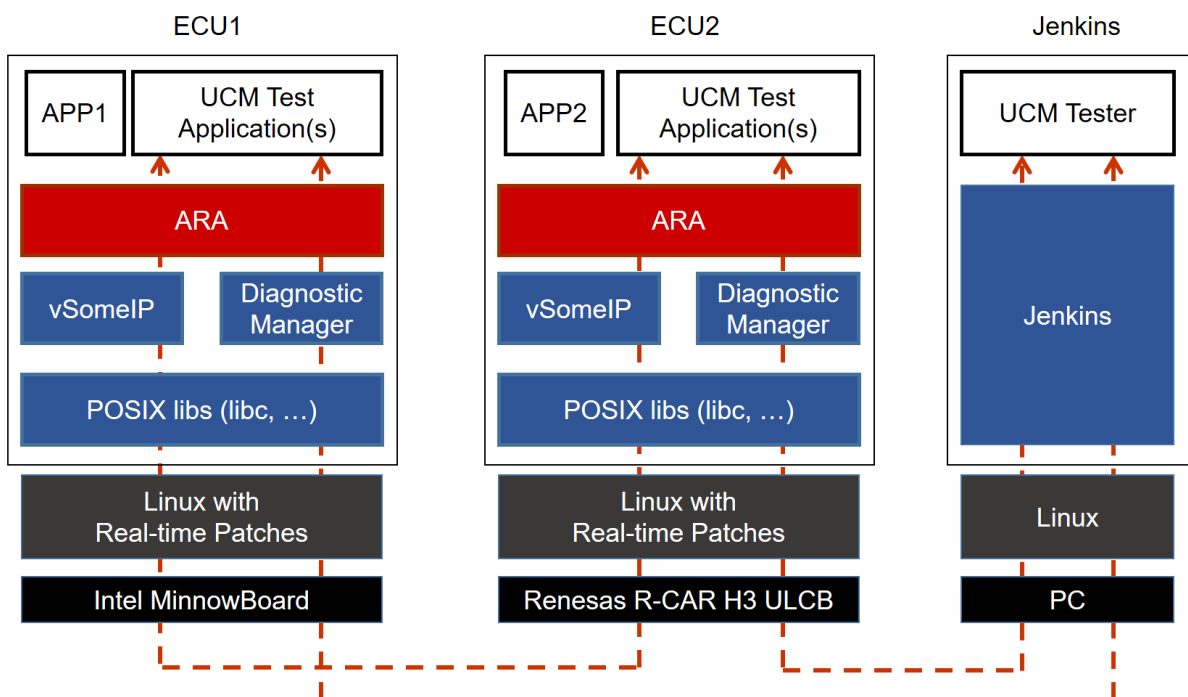 ECU1
APP1
UCM Test
Application(s)
ARA
vSomeIP
Diagnostic
Manager
POSIX libs (libc, …)
Linux with
Real-time Patches
Intel MinnowBoard
ECU2
APP2
UCM Test
Application(s)
ARA
vSomeIP
Diagnostic
Manager
POSIX libs (libc, …)
Linux with
Real-time Patches
Renesas R-CAR H3 ULCB
Jenkins
UCM Tester
Jenkins
Linux
PC